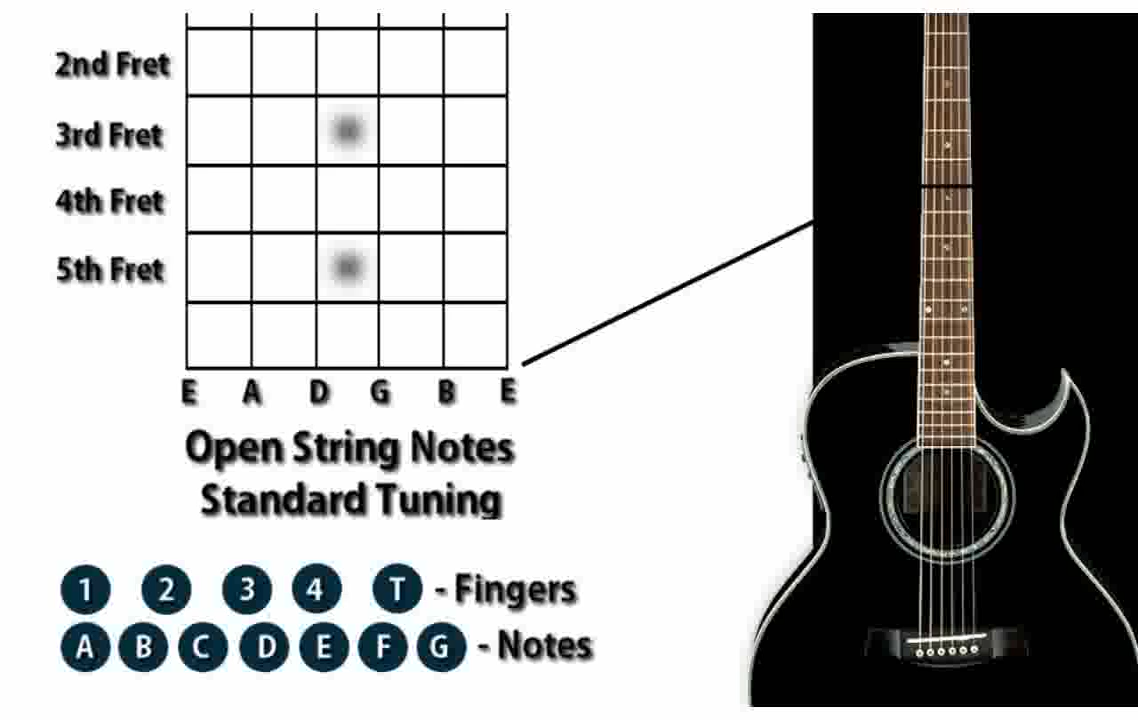 2nd Fret
3rd Fret
4th Fret
5th Fret
E A D G B E
Open String Notes
Standard Tuning
1 2 3 4 T - Fingers
A B C D E F G - Notes